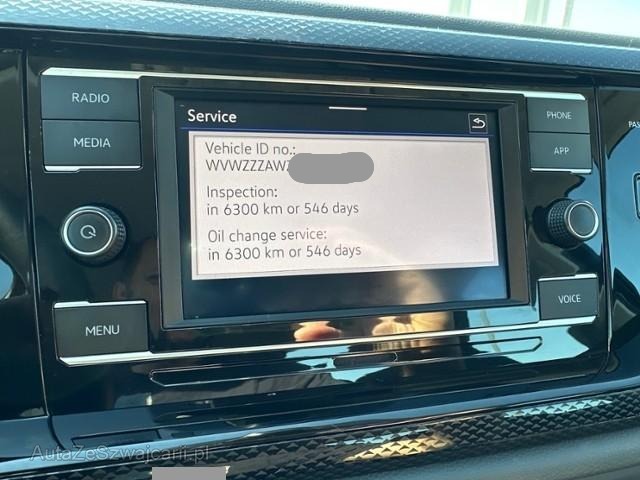 RADIO
MEDIA
MENU
Service
Vehicle ID no.:
WVWZZZAWZ
Inspection:
in 6300 km or 546 days
Oil change service:
in 6300 km or 546 days
PHONE
APP
VOICE
AutaZeSzwajcarii.pl